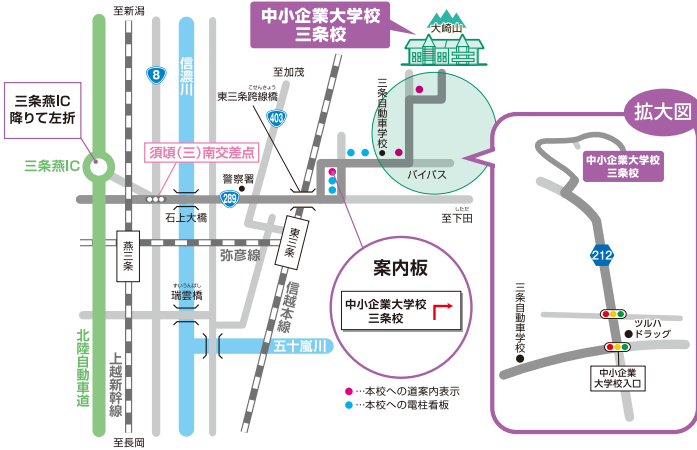 至新潟
中小企業大学校
三条校
大崎山
8
信濃川
至加茂
こせんきょう
東三条跨線橋
403
三条自動車学校
三条燕IC
降りて左折
須頃(三)南交差点
三条燕IC
警察署
289
バイパス
石上大橋
しただ
至下田
燕三条
弥彦線
東三条
ずいうんばし
瑞雲橋
信越本線
五十嵐川
北陸自動車道
上越新幹線
至長岡
案内板
中小企業大学校
三条校
…本校への道案内表示
…本校への電柱看板
拡大図
中小企業大学校
三条校
212
三条自動車学校
ツルハ
ドラッグ
中小企業
大学校入口